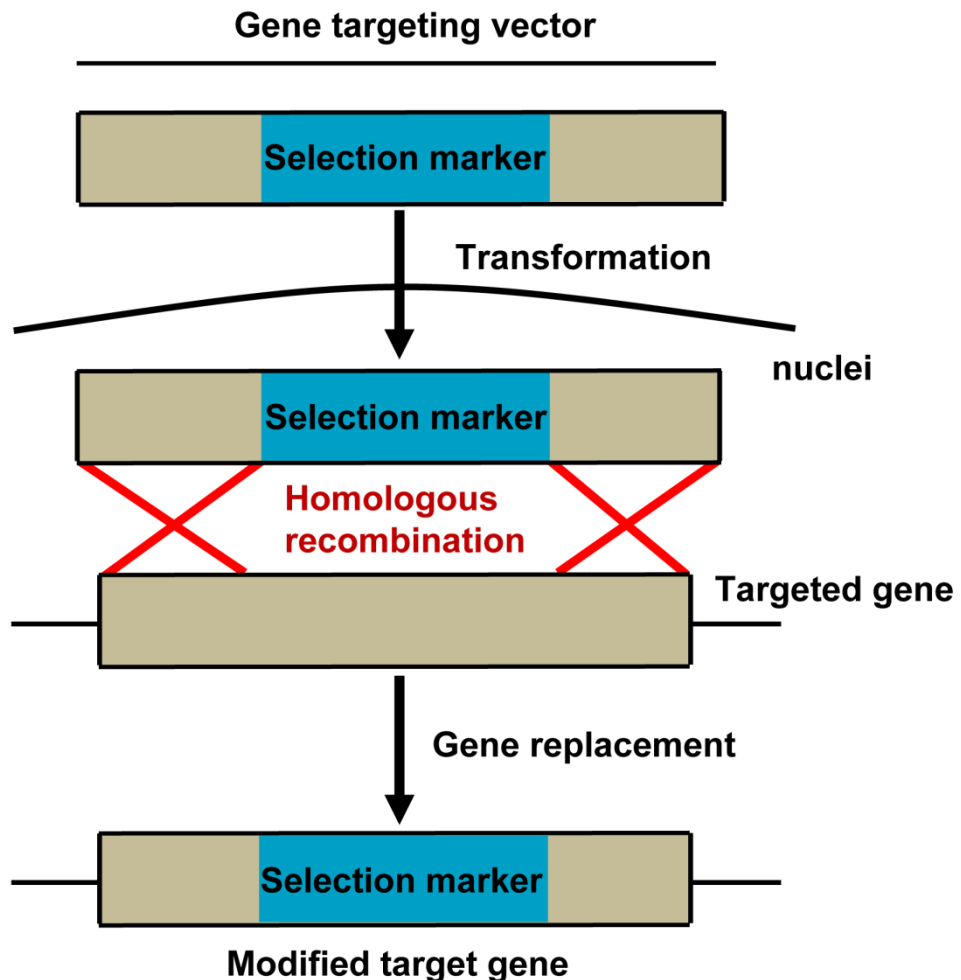 Gene targeting vector
Selection marker
Transformation
nuclei
Selection marker
Homologous
recombination
Targeted gene
Gene replacement
Selection marker
Modified target gene